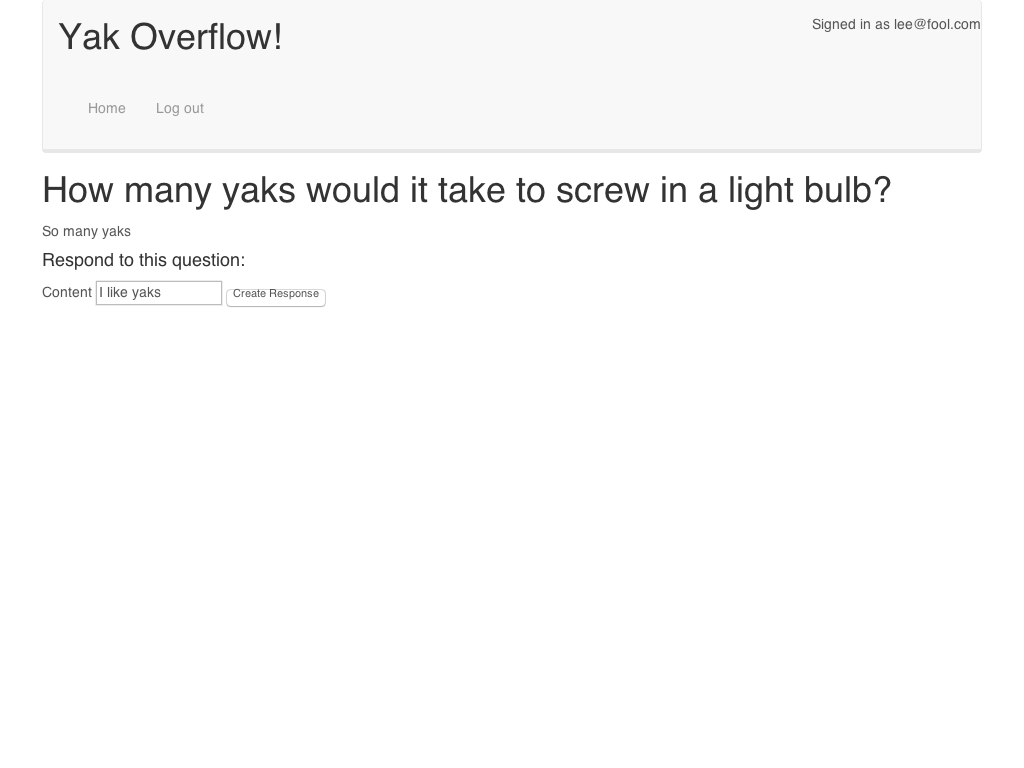 Yak Overflow!
Signed in as lee@fool.com
Home Log out
How many yaks would it take to screw in a light bulb?
So many yaks
Respond to this question:
Content I like yaks Create Response